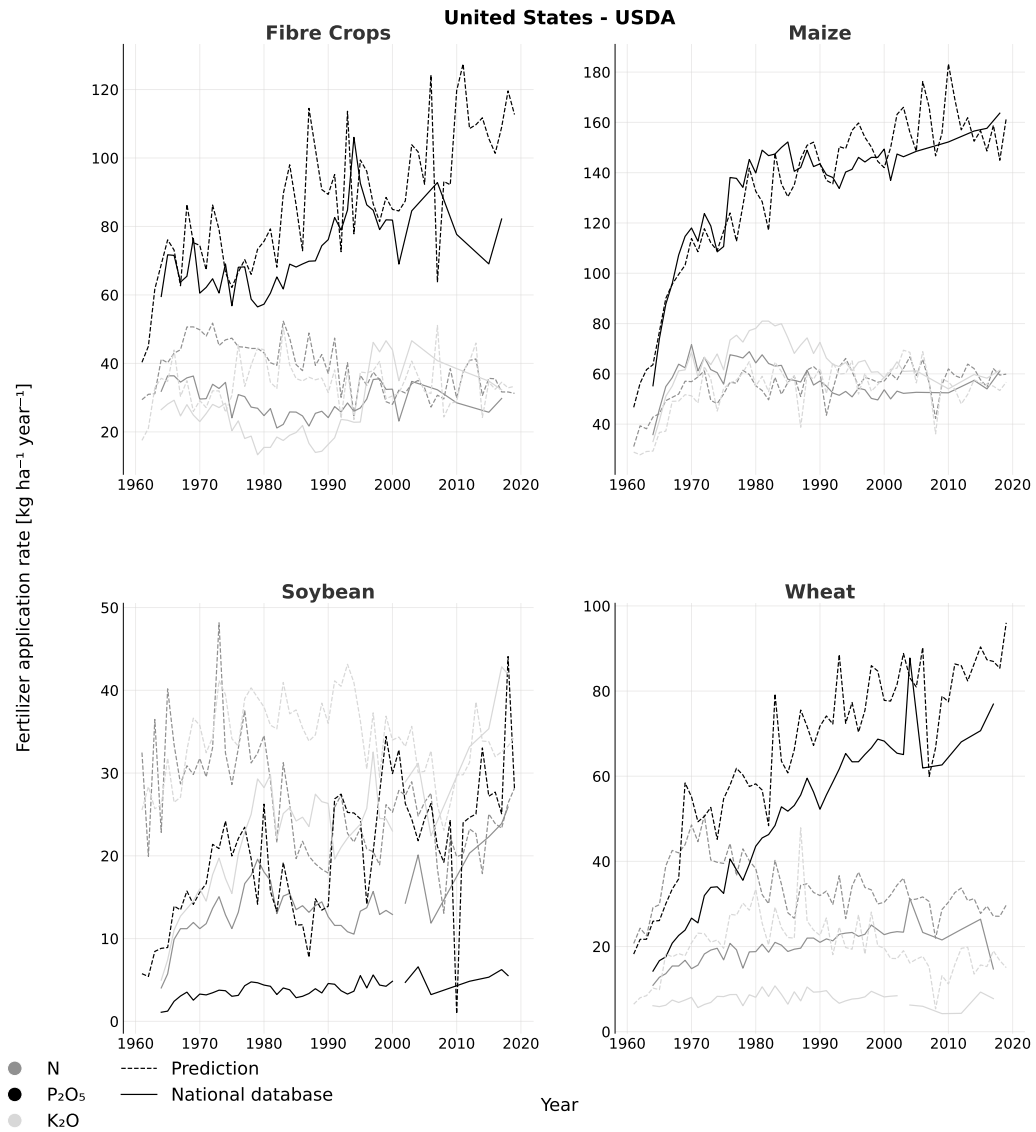 United States - USDA
Fibre Crops
Maize
120
100
80
60
40
20
1960 1970 1980 1990 2000 2010 2020
180
160
140
120
100
80
60
40
1960 1970 1980 1990 2000 2010 2020
Fertilizer application rate [kg ha⁻¹ year⁻¹]
Soybean
Wheat
50
40
30
20
10
0
1960 1970 1980 1990 2000 2010 2020
100
80
60
40
20
0
1960 1970 1980 1990 2000 2010 2020
N
P₂O₅
K₂O
Prediction
National database
Year